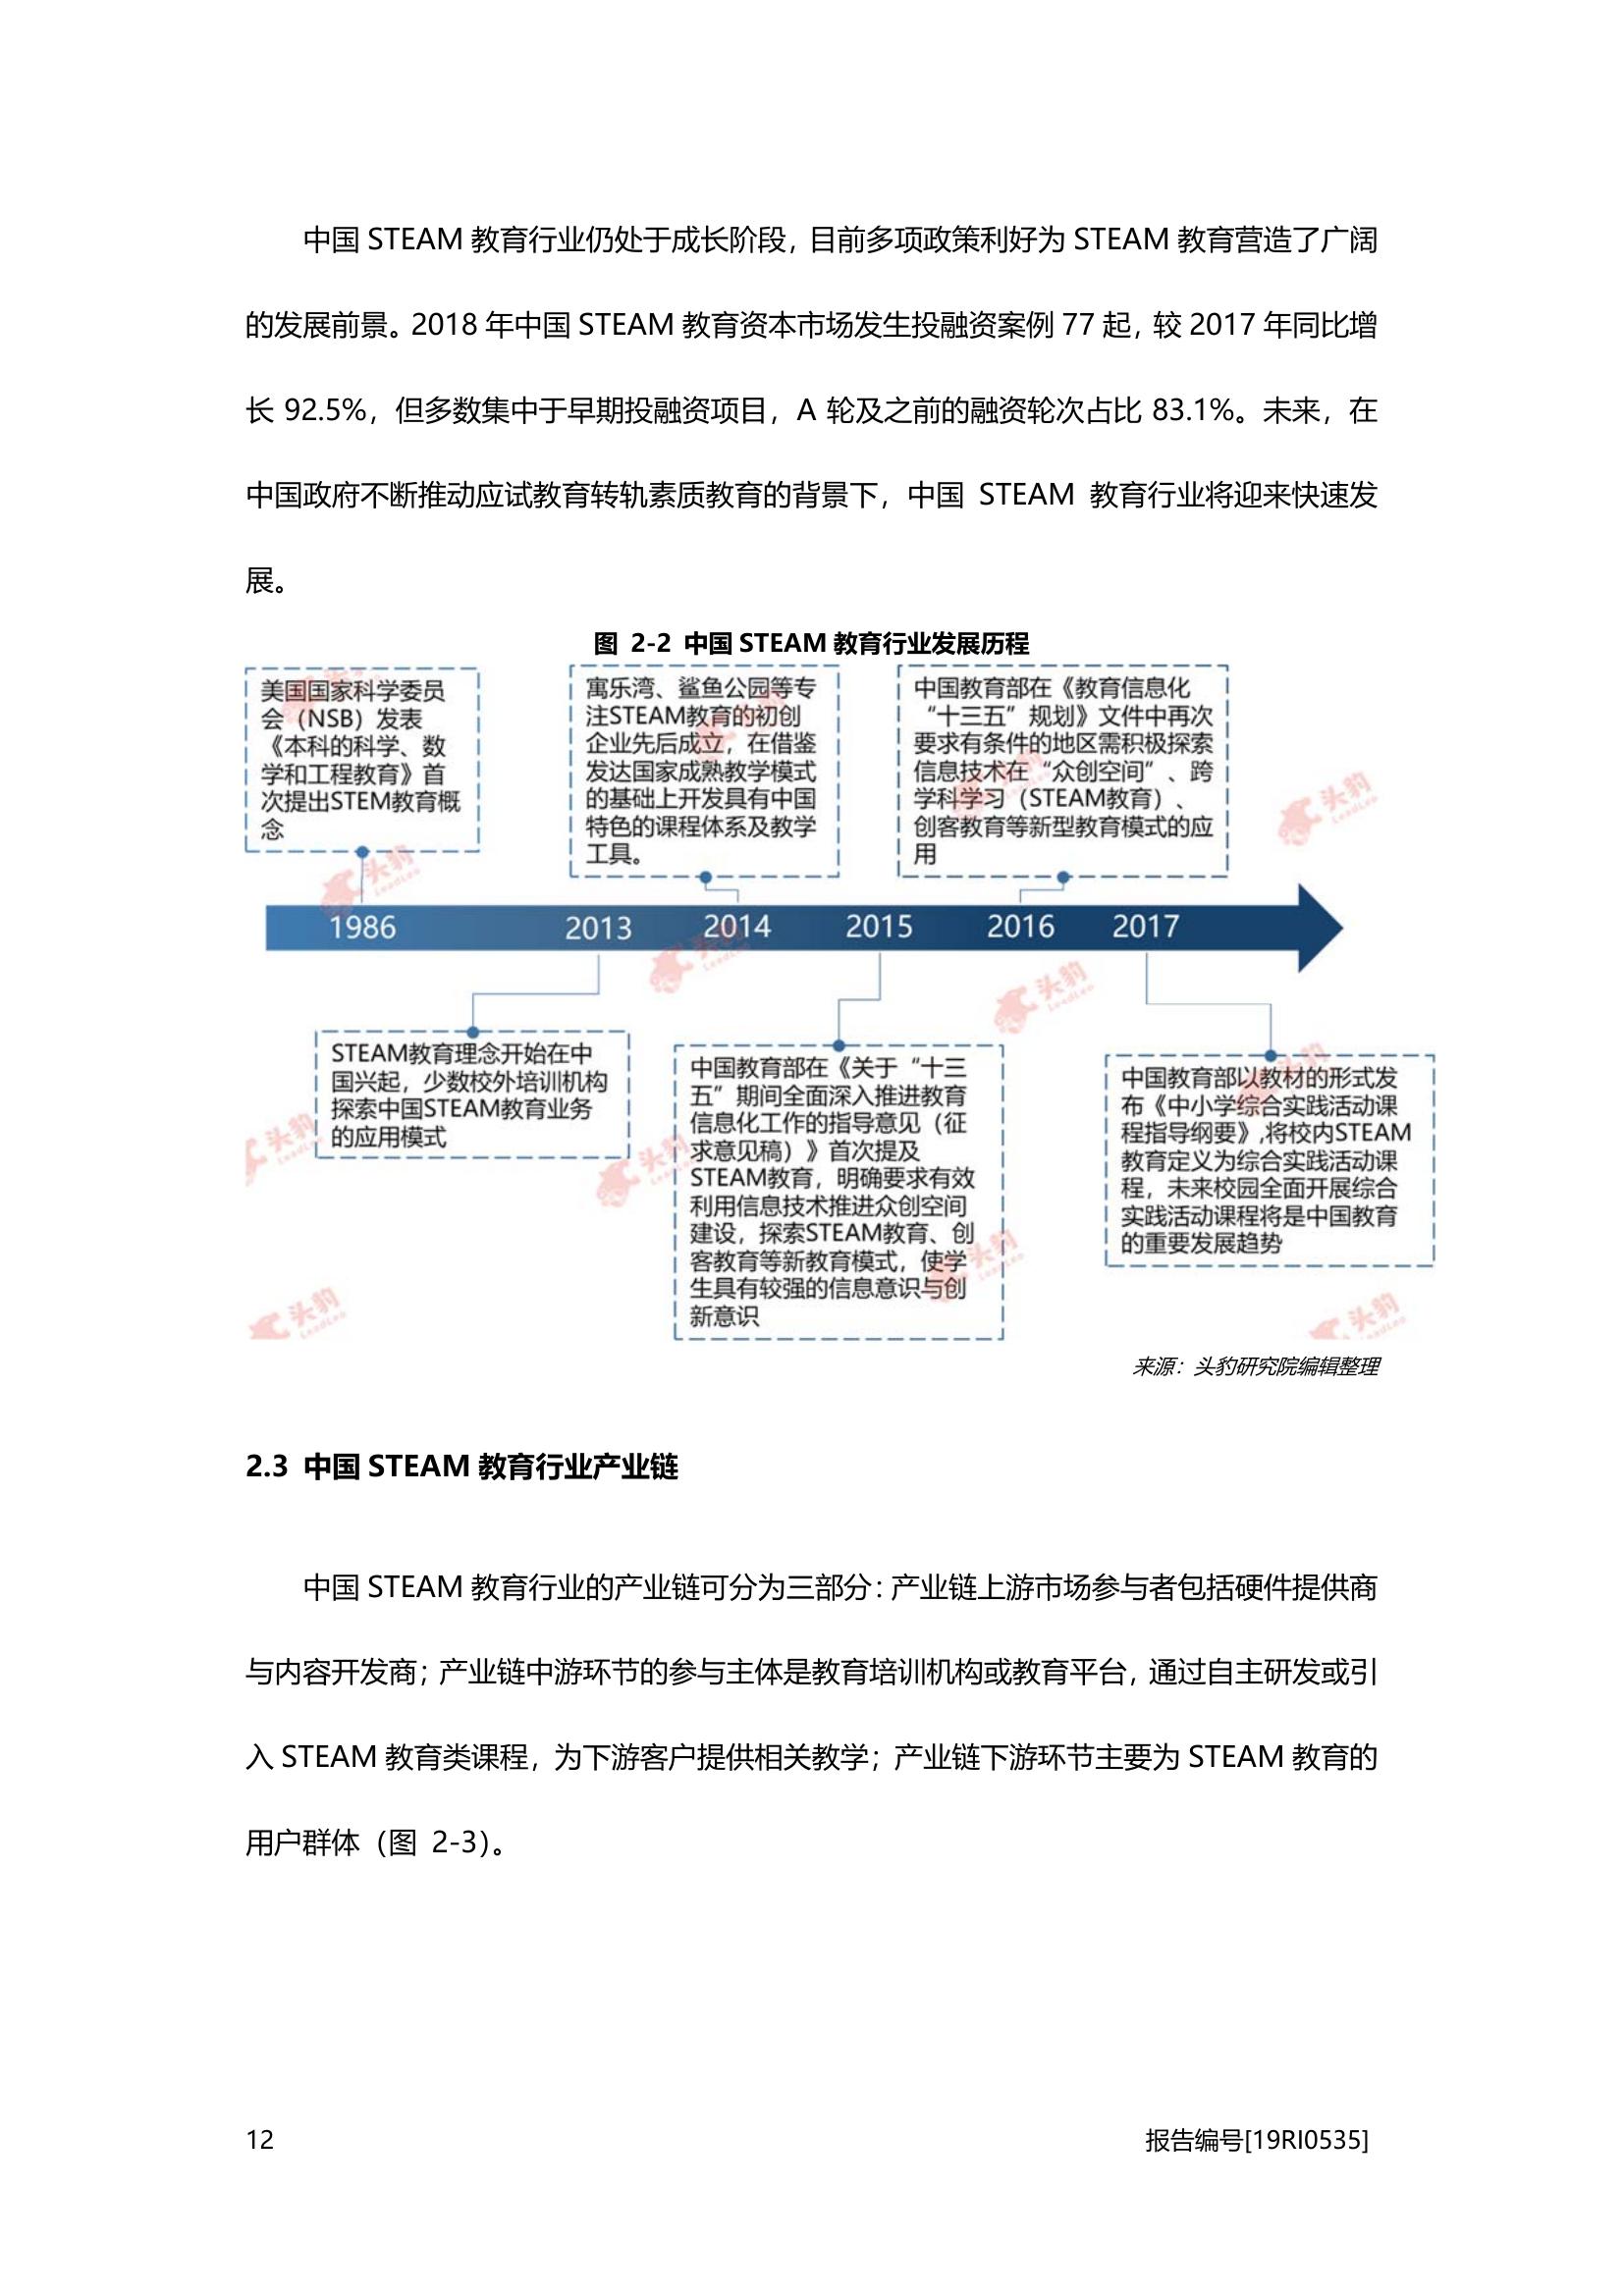 中国 STEAM 教育行业仍处于成长阶段，目前多项政策利好为 STEAM 教育营造了广阔
的发展前景。2018 年中国 STEAM 教育资本市场发生投融资案例 77 起，较 2017 年同比增
长 92.5%，但多数集中于早期投融资项目，A 轮及之前的融资轮次占比 83.1%。未来，在
中国政府不断推动应试教育转轨素质教育的背景下，中国 STEAM 教育行业将迎来快速发
展。
图 2-2 中国 STEAM 教育行业发展历程
美国国家科学委员
会（NSB）发表
《本科的科学、数
学和工程教育》首
次提出STEM教育概
念
寓乐湾、鲨鱼公园等专
注STEAM教育的初创
企业先后成立，在借鉴
发达国家成熟教学模式
的基础上开发具有中国
特色的课程体系及教学
工具。
中国教育部在《教育信息化
“十三五”规划》文件中再次
要求有条件的地区需积极探索
信息技术在“众创空间”、跨
学科学习（STEAM教育）、
创客教育等新型教育模式的应
用
1986 2013 2014 2015 2016 2017
STEAM教育理念开始在中
国兴起，少数校外培训机构
探索中国STEAM教育业务
的应用模式
中国教育部在《关于“十三
五”期间全面深入推进教育
信息化工作的指导意见（征
求意见稿）》首次提及
STEAM教育，明确要求有效
利用信息技术推进众创空间
建设，探索STEAM教育、创
客教育等新教育模式，使学
生具有较强的信息意识与创
新意识
中国教育部以教材的形式发
布《中小学综合实践活动课
程指导纲要》,将校内STEAM
教育定义为综合实践活动课
程，未来校园全面开展综合
实践活动课程将是中国教育
的重要发展趋势
头豹
LeadLeo
来源：头豹研究院编辑整理
2.3 中国 STEAM 教育行业产业链
中国 STEAM 教育行业的产业链可分为三部分：产业链上游市场参与者包括硬件提供商
与内容开发商；产业链中游环节的参与主体是教育培训机构或教育平台，通过自主研发或引
入 STEAM 教育类课程，为下游客户提供相关教学；产业链下游环节主要为 STEAM 教育的
用户群体（图 2-3）。
12
报告编号[19RI0535]